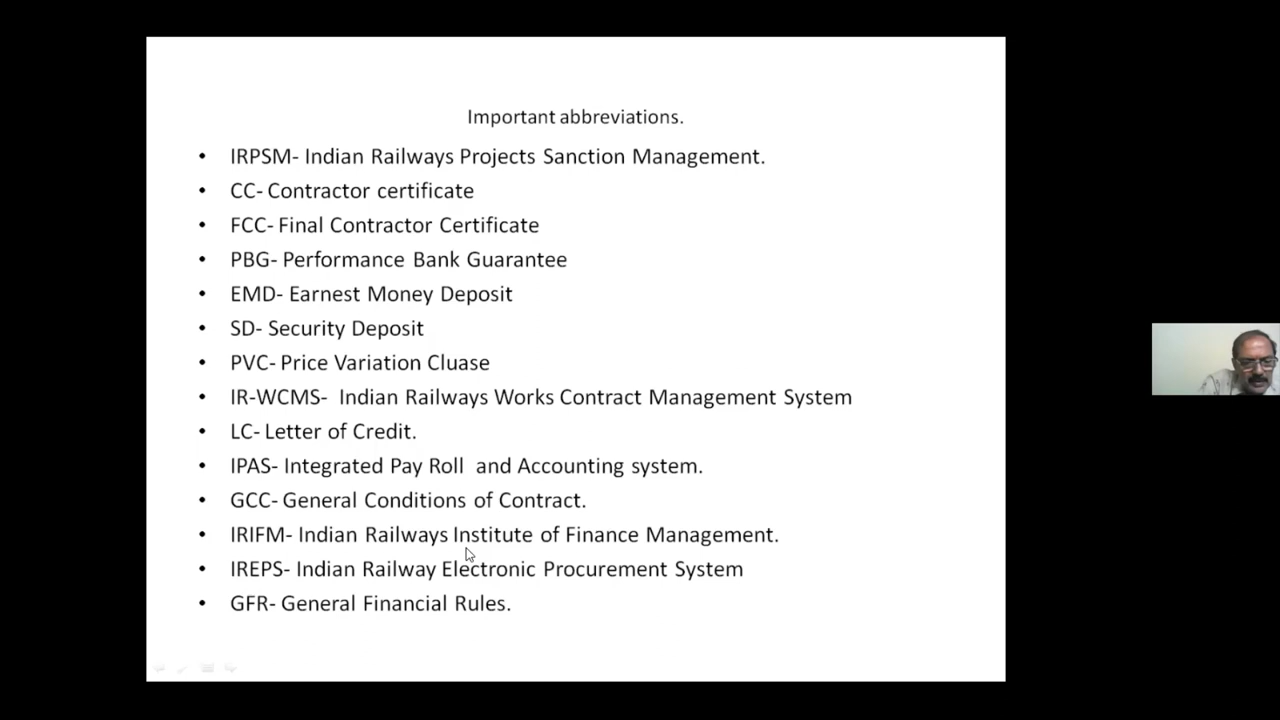 Important abbreviations.
• IRPSM- Indian Railways Projects Sanction Management.
• CC- Contractor certificate
• FCC- Final Contractor Certificate
• PBG- Performance Bank Guarantee
• EMD- Earnest Money Deposit
• SD- Security Deposit
• PVC- Price Variation Cluase
• IR-WCMS-  Indian Railways Works Contract Management System
• LC- Letter of Credit.
• IPAS- Integrated Pay Roll  and Accounting system.
• GCC- General Conditions of Contract.
• IRIFM- Indian Railways Institute of Finance Management.
• IREPS- Indian Railway Electronic Procurement System
• GFR- General Financial Rules.